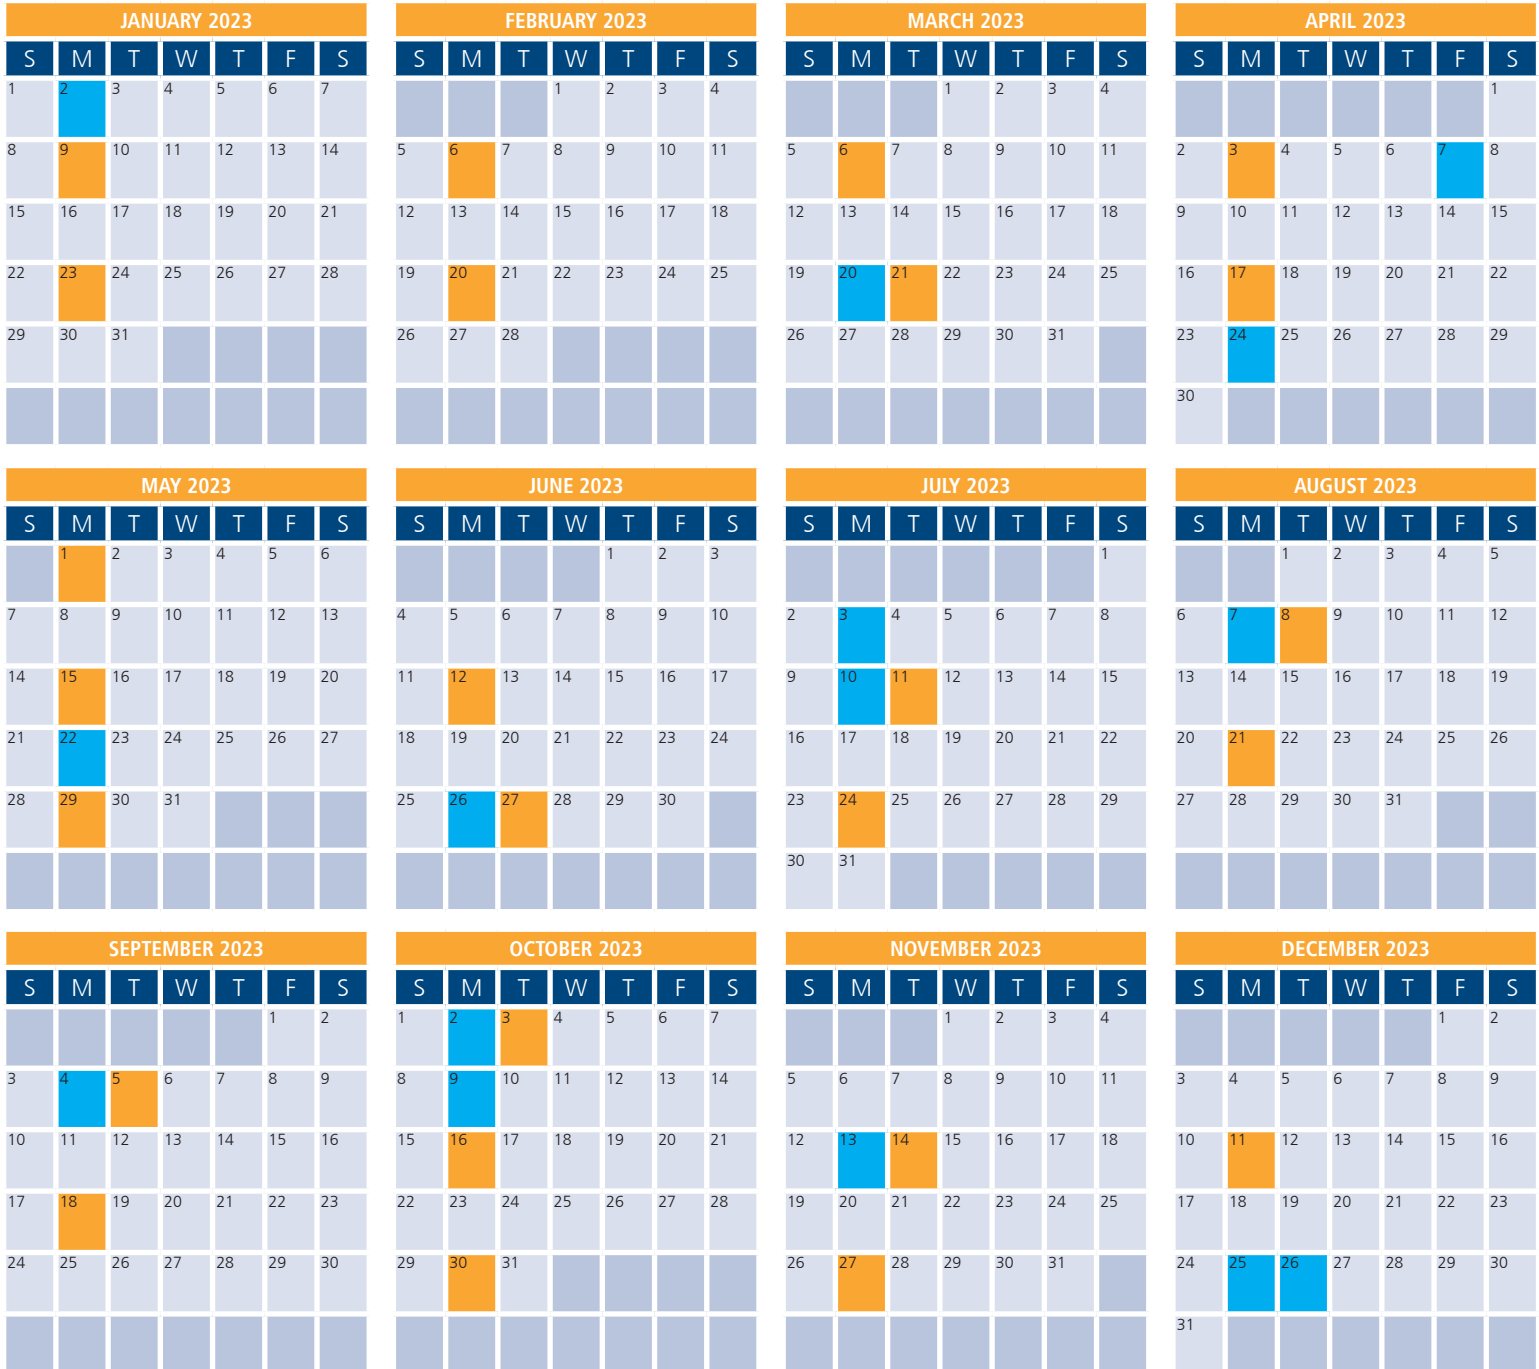 JANUARY 2023
S M T W T F S
1 2 3 4 5 6 7
8 9 10 11 12 13 14
15 16 17 18 19 20 21
22 23 24 25 26 27 28
29 30 31
FEBRUARY 2023
S M T W T F S
1 2 3 4
5 6 7 8 9 10 11
12 13 14 15 16 17 18
19 20 21 22 23 24 25
26 27 28
MARCH 2023
S M T W T F S
1 2 3 4
5 6 7 8 9 10 11
12 13 14 15 16 17 18
19 20 21 22 23 24 25
26 27 28 29 30 31
APRIL 2023
S M T W T F S
1
2 3 4 5 6 7 8
9 10 11 12 13 14 15
16 17 18 19 20 21 22
23 24 25 26 27 28 29
30
MAY 2023
S M T W T F S
1 2 3 4 5 6
7 8 9 10 11 12 13
14 15 16 17 18 19 20
21 22 23 24 25 26 27
28 29 30 31
JUNE 2023
S M T W T F S
1 2 3
4 5 6 7 8 9 10
11 12 13 14 15 16 17
18 19 20 21 22 23 24
25 26 27 28 29 30
JULY 2023
S M T W T F S
1
2 3 4 5 6 7 8
9 10 11 12 13 14 15
16 17 18 19 20 21 22
23 24 25 26 27 28 29
30 31
AUGUST 2023
S M T W T F S
1 2 3 4 5
6 7 8 9 10 11 12
13 14 15 16 17 18 19
20 21 22 23 24 25 26
27 28 29 30 31
SEPTEMBER 2023
S M T W T F S
1 2
3 4 5 6 7 8 9
10 11 12 13 14 15 16
17 18 19 20 21 22 23
24 25 26 27 28 29 30
OCTOBER 2023
S M T W T F S
1 2 3 4 5 6 7
8 9 10 11 12 13 14
15 16 17 18 19 20 21
22 23 24 25 26 27 28
29 30 31
NOVEMBER 2023
S M T W T F S
1 2 3 4
5 6 7 8 9 10 11
12 13 14 15 16 17 18
19 20 21 22 23 24 25
26 27 28 29 30 31
DECEMBER 2023
S M T W T F S
1 2
3 4 5 6 7 8 9
10 11 12 13 14 15 16
17 18 19 20 21 22 23
24 25 26 27 28 29 30
31